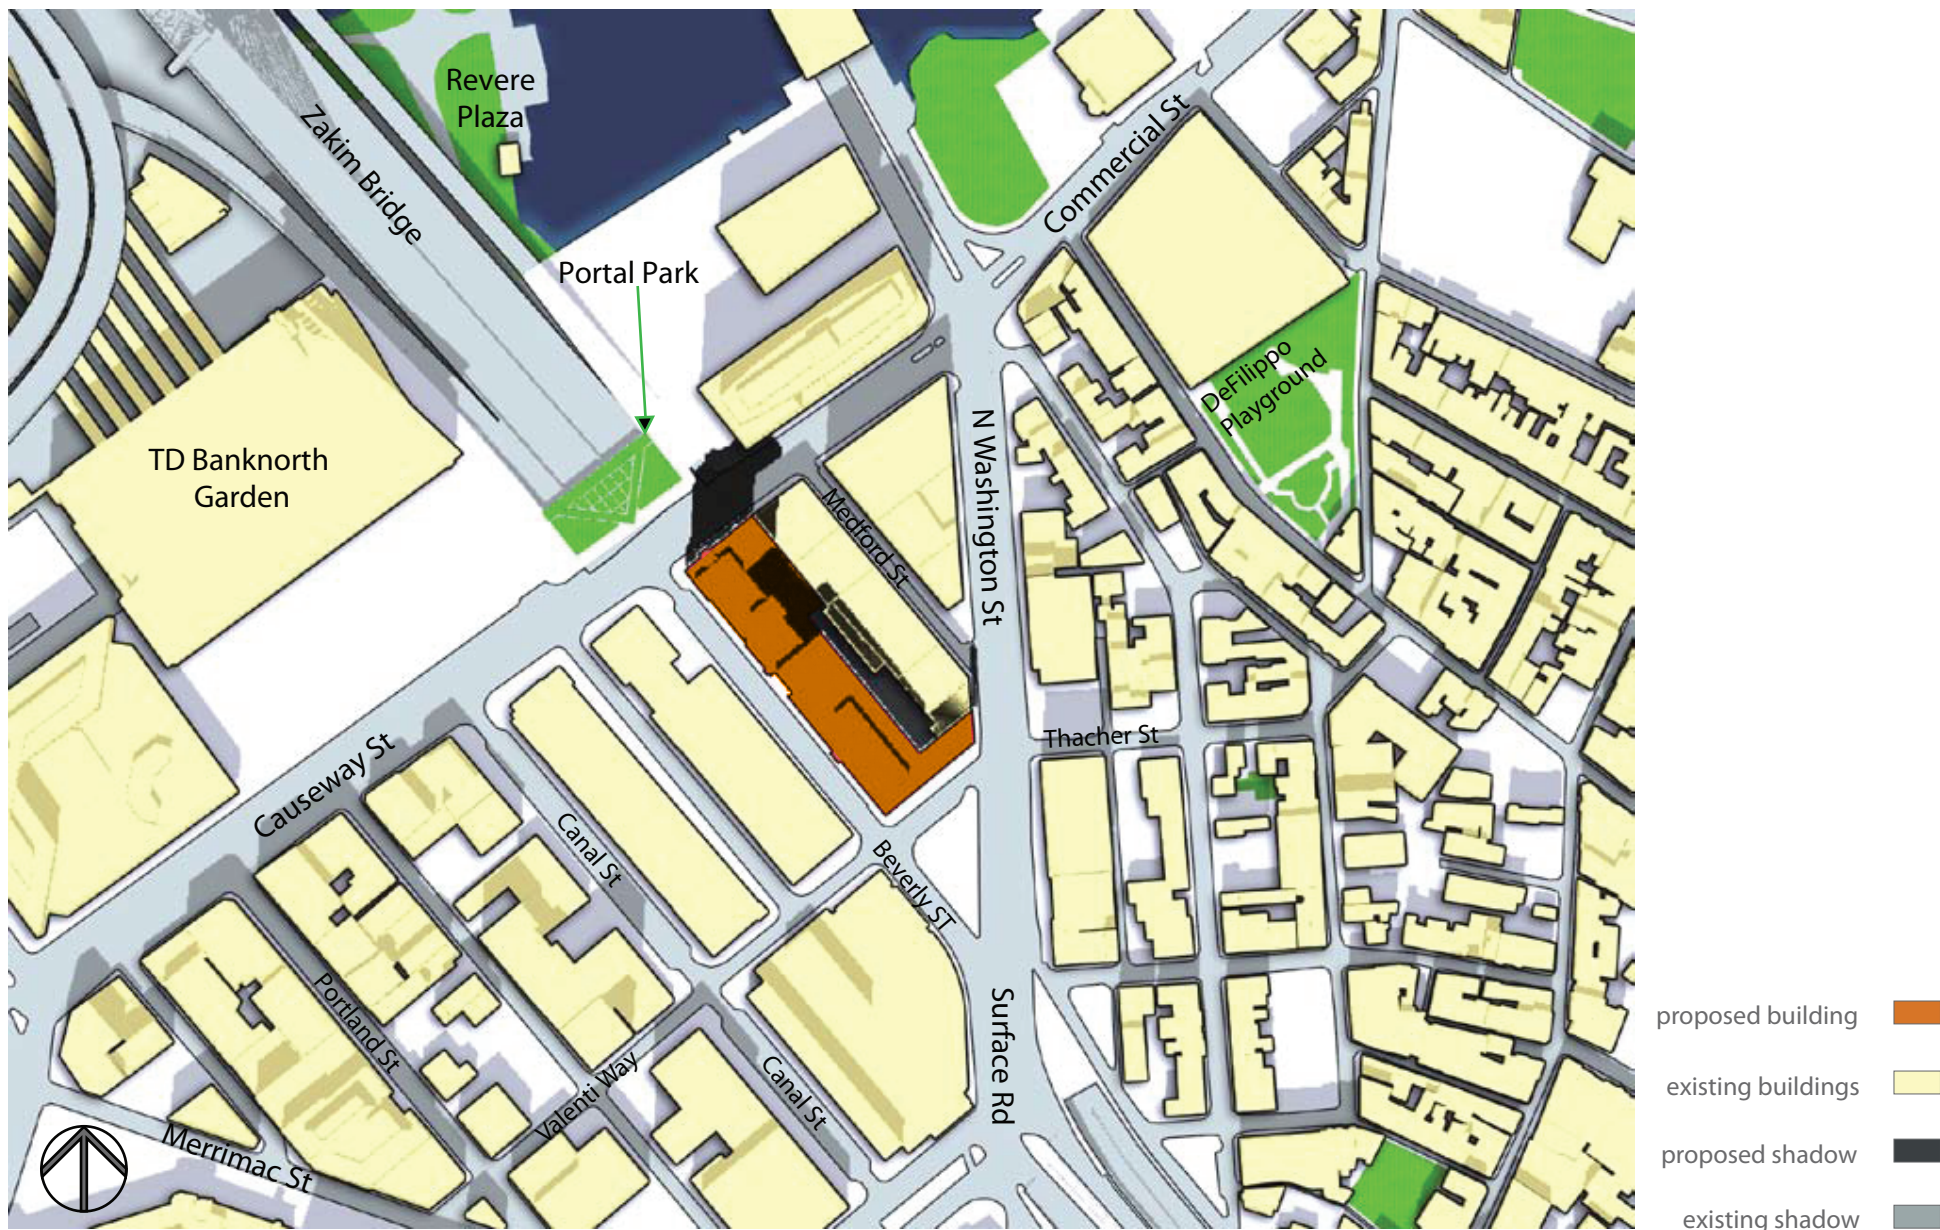 Revere
Plaza
Zakim Bridge
Commercial St
Portal Park
DeFilippo
Playground
TD Banknorth
Garden
N Washington St
Medford St
Thacher St
Causeway St
Canal St
Beverly ST
Portland St
Surface Rd
Valenti Way
Canal St
Merrimac St
proposed building
existing buildings
proposed shadow
existing shadow